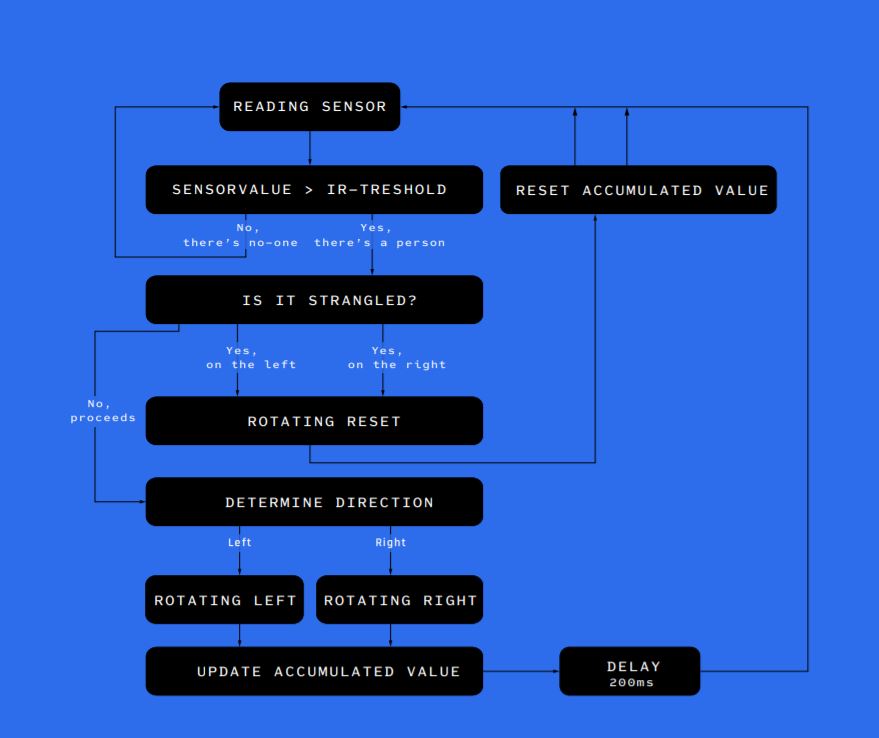 READING SENSOR
SENSORVALUE > IR-TRESHOLD
RESET ACCUMULATED VALUE
No,
there's no-one
Yes,
there's a person
IS IT STRANGLED?
Yes,
on the left
Yes,
on the right
No,
proceeds
ROTATING RESET
DETERMINE DIRECTION
Left
Right
ROTATING LEFT
ROTATING RIGHT
UPDATE ACCUMULATED VALUE
DELAY
200ms